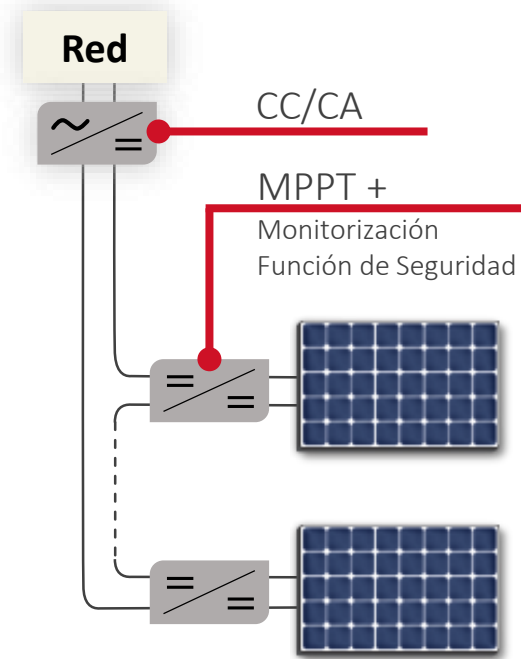 Red
CC/CA
MPPT +
Monitorización
Función de Seguridad